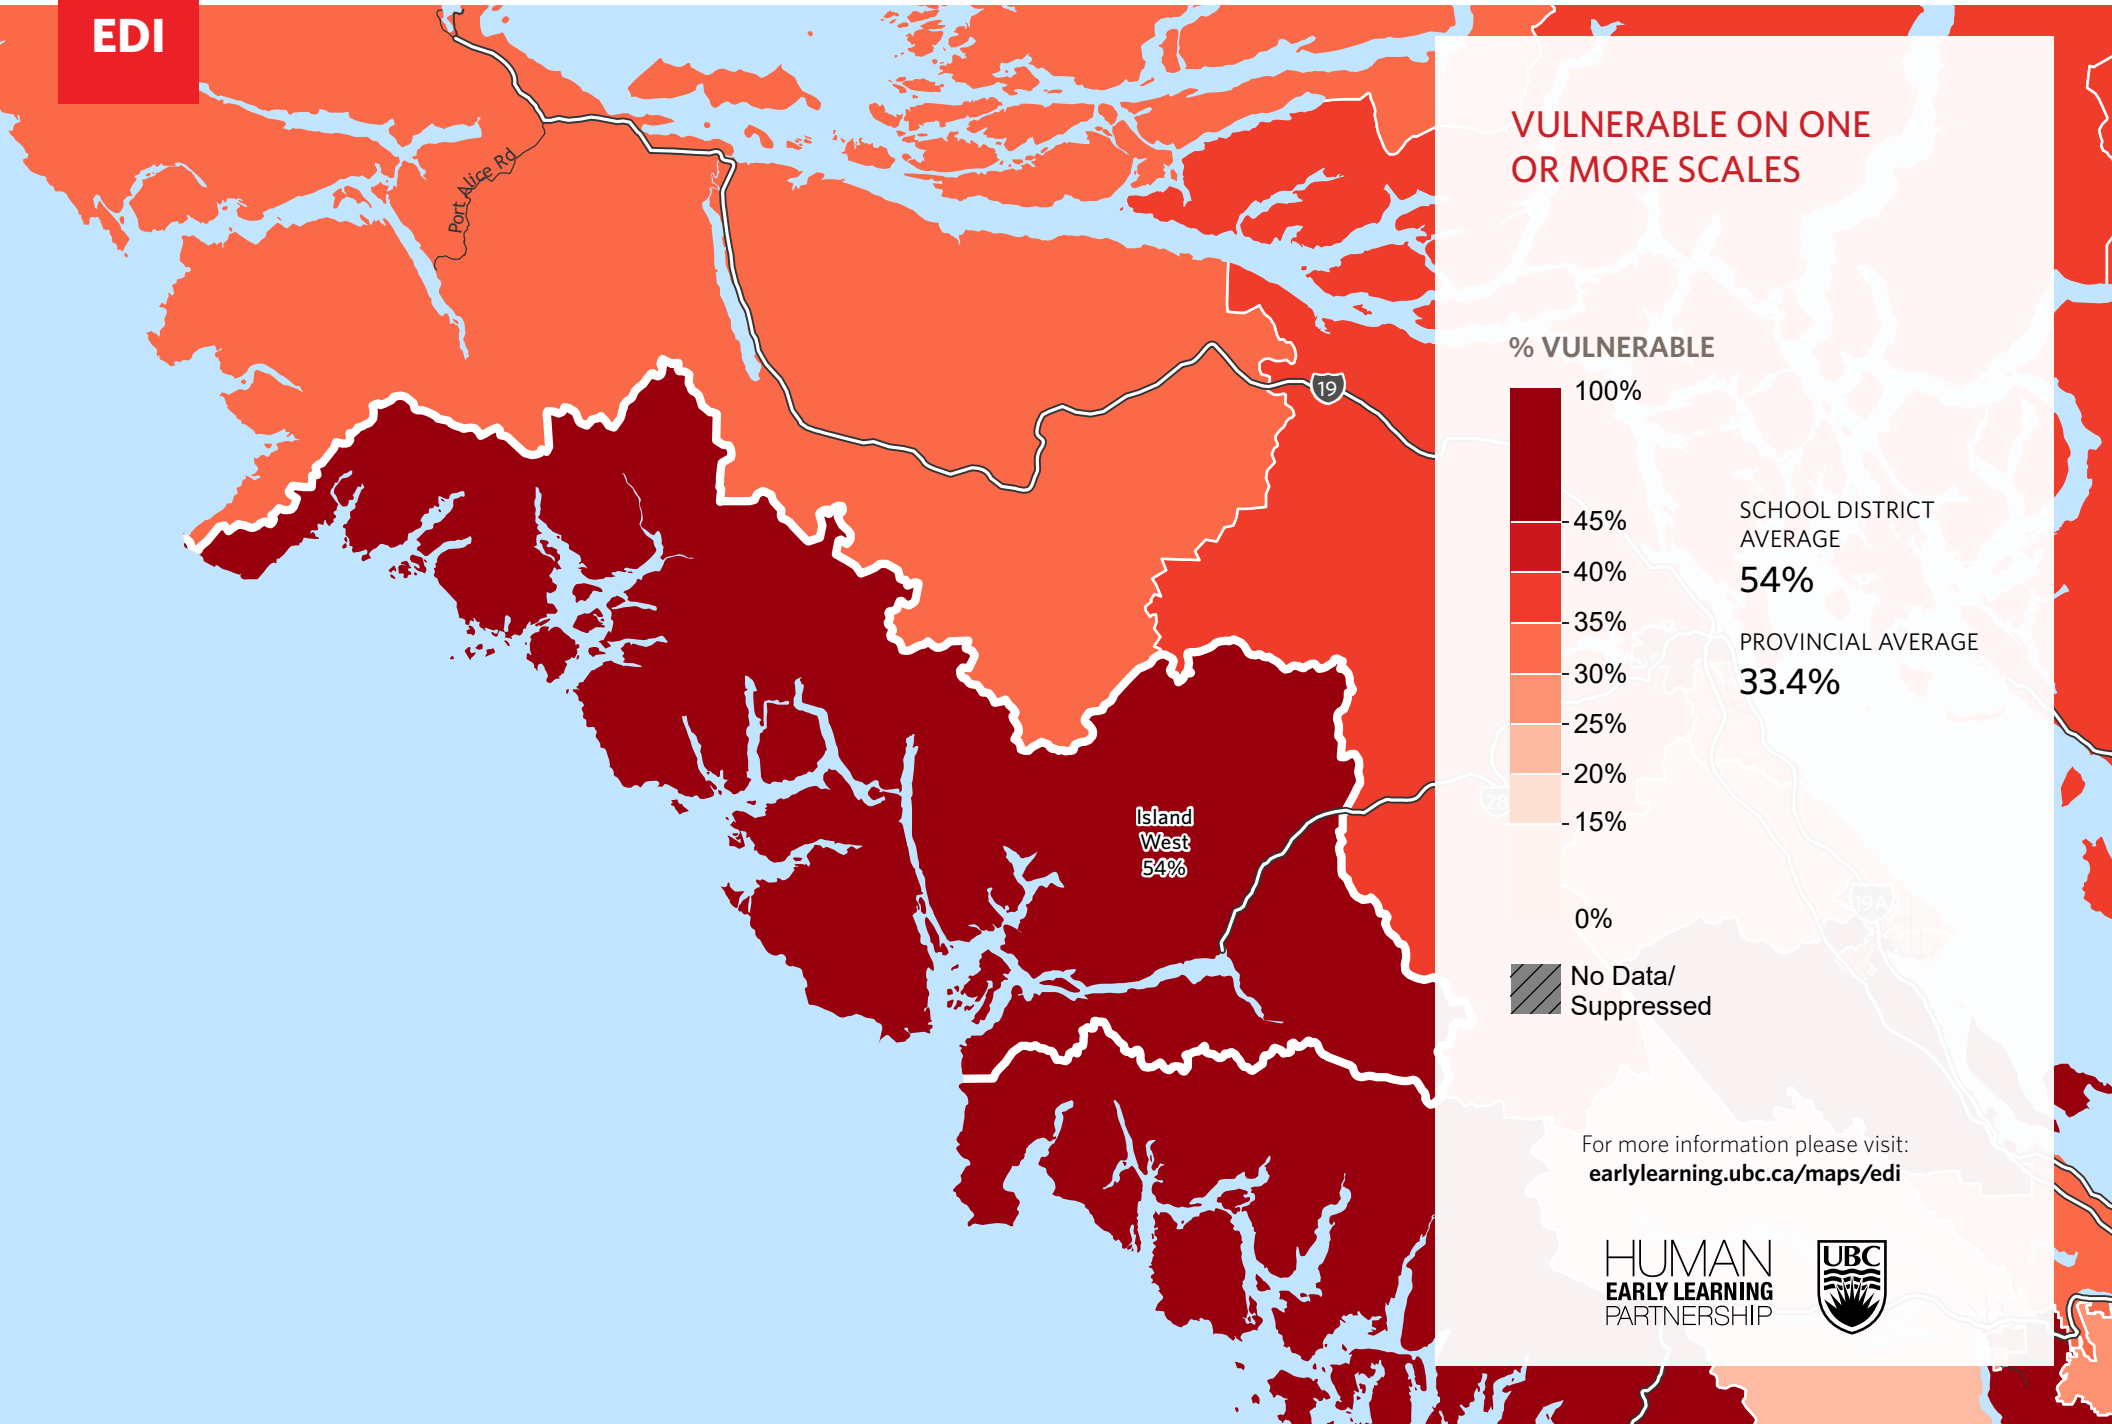 EDI
Port Alice Rd
19
Island
West
54%
VULNERABLE ON ONE
OR MORE SCALES
% VULNERABLE
100%
45%
40%
35%
30%
25%
20%
15%
0%
No Data/
Suppressed
SCHOOL DISTRICT
AVERAGE
54%
PROVINCIAL AVERAGE
33.4%
28
19A
For more information please visit:
earlylearning.ubc.ca/maps/edi
HUMAN
EARLY LEARNING
PARTNERSHIP
UBC